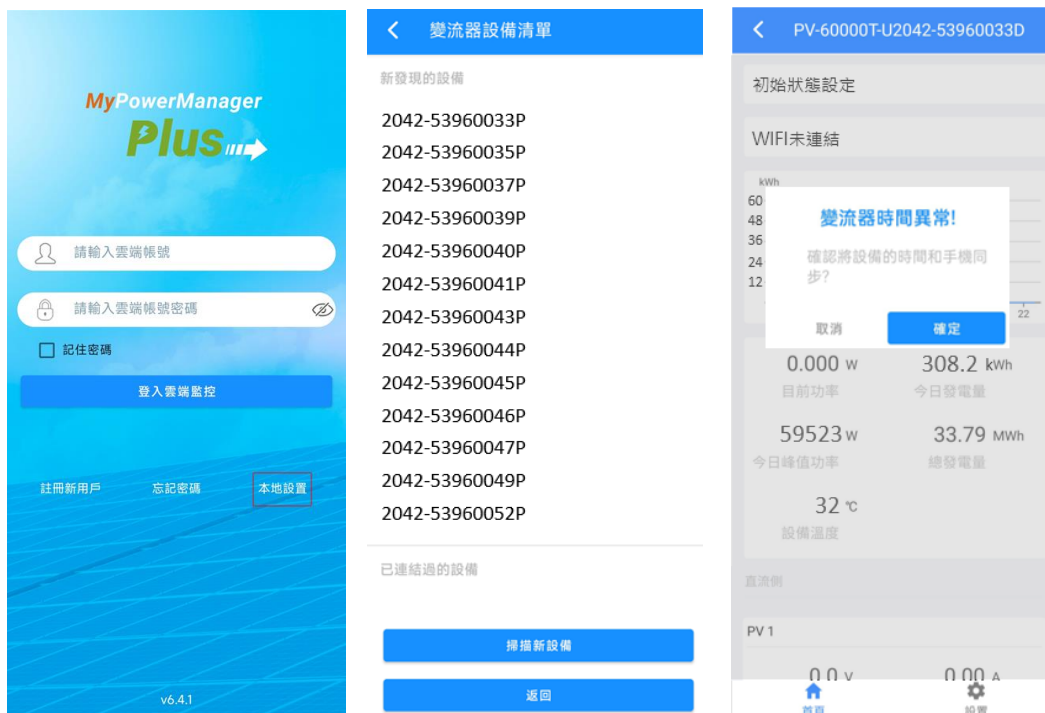 MyPowerManager
Plus
請輸入雲端帳號
請輸入雲端帳號密碼
記住密碼
登入雲端監控
註冊新用戶 忘記密碼 本地設置
v6.4.1
變流器設備清單
新發現的設備
2042-53960033P
2042-53960035P
2042-53960037P
2042-53960039P
2042-53960040P
2042-53960041P
2042-53960043P
2042-53960044P
2042-53960045P
2042-53960046P
2042-53960047P
2042-53960049P
2042-53960052P
已連結過的設備
掃描新設備
返回
PV-60000T-U2042-53960033D
初始狀態設定
WIFI未連結
kWh
60
48
36
24
12
22
變流器時間異常!
確認將設備的時間和手機同
步?
取消 確定
0.000 W 308.2 kWh
目前功率 今日發電量
59523 W 33.79 MWh
今日峰值功率 總發電量
32 ℃
設備溫度
直流側
PV 1
0.0 V 0.00 A
首頁 設置